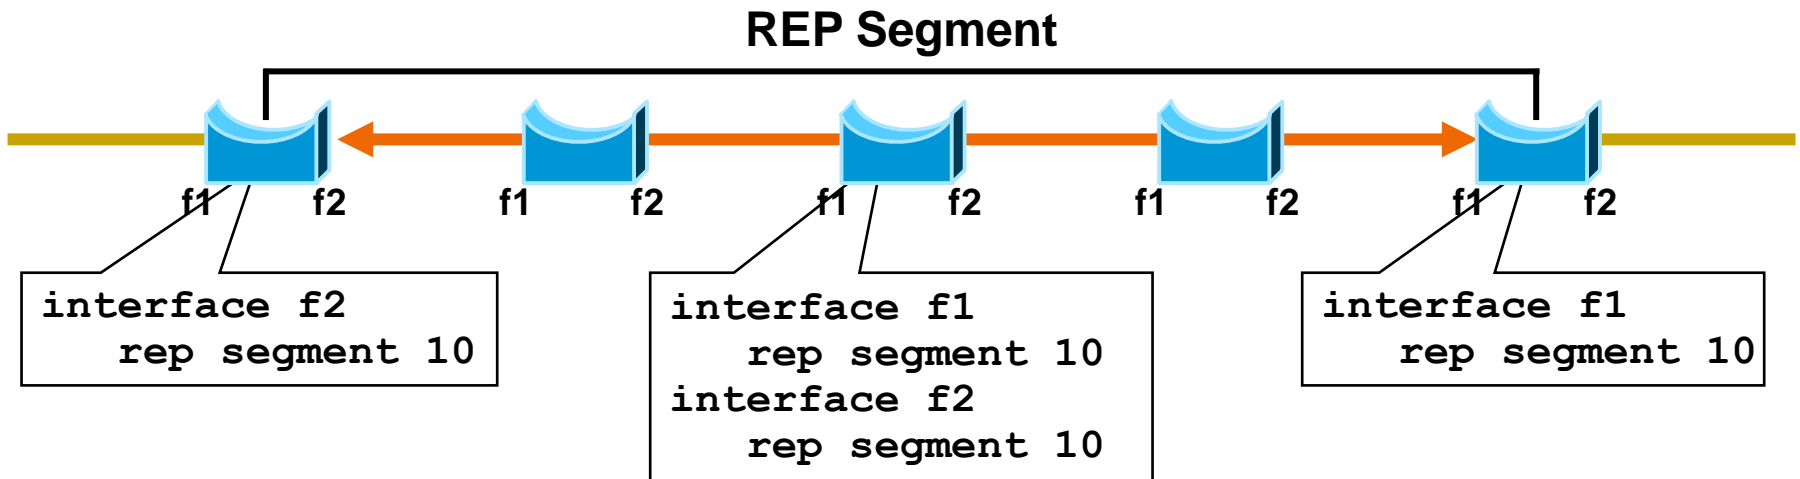 REP Segment
f1 f2 f1 f2 f1 f2 f1 f2 f1 f2
interface f2
rep segment 10
interface f1
rep segment 10
interface f2
rep segment 10
interface f1
rep segment 10